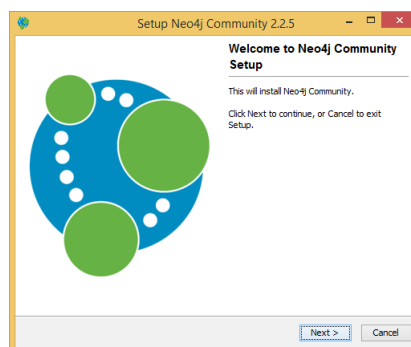 Setup Neo4j Community 2.2.5
Welcome to Neo4j Community
Setup
This will install Neo4j Community.
Click Next to continue, or Cancel to exit
Setup.
Next >
Cancel